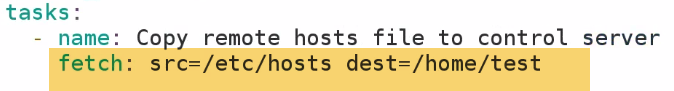 tasks:
- name: Copy remote hosts file to control server
fetch: src=/etc/hosts dest=/home/test